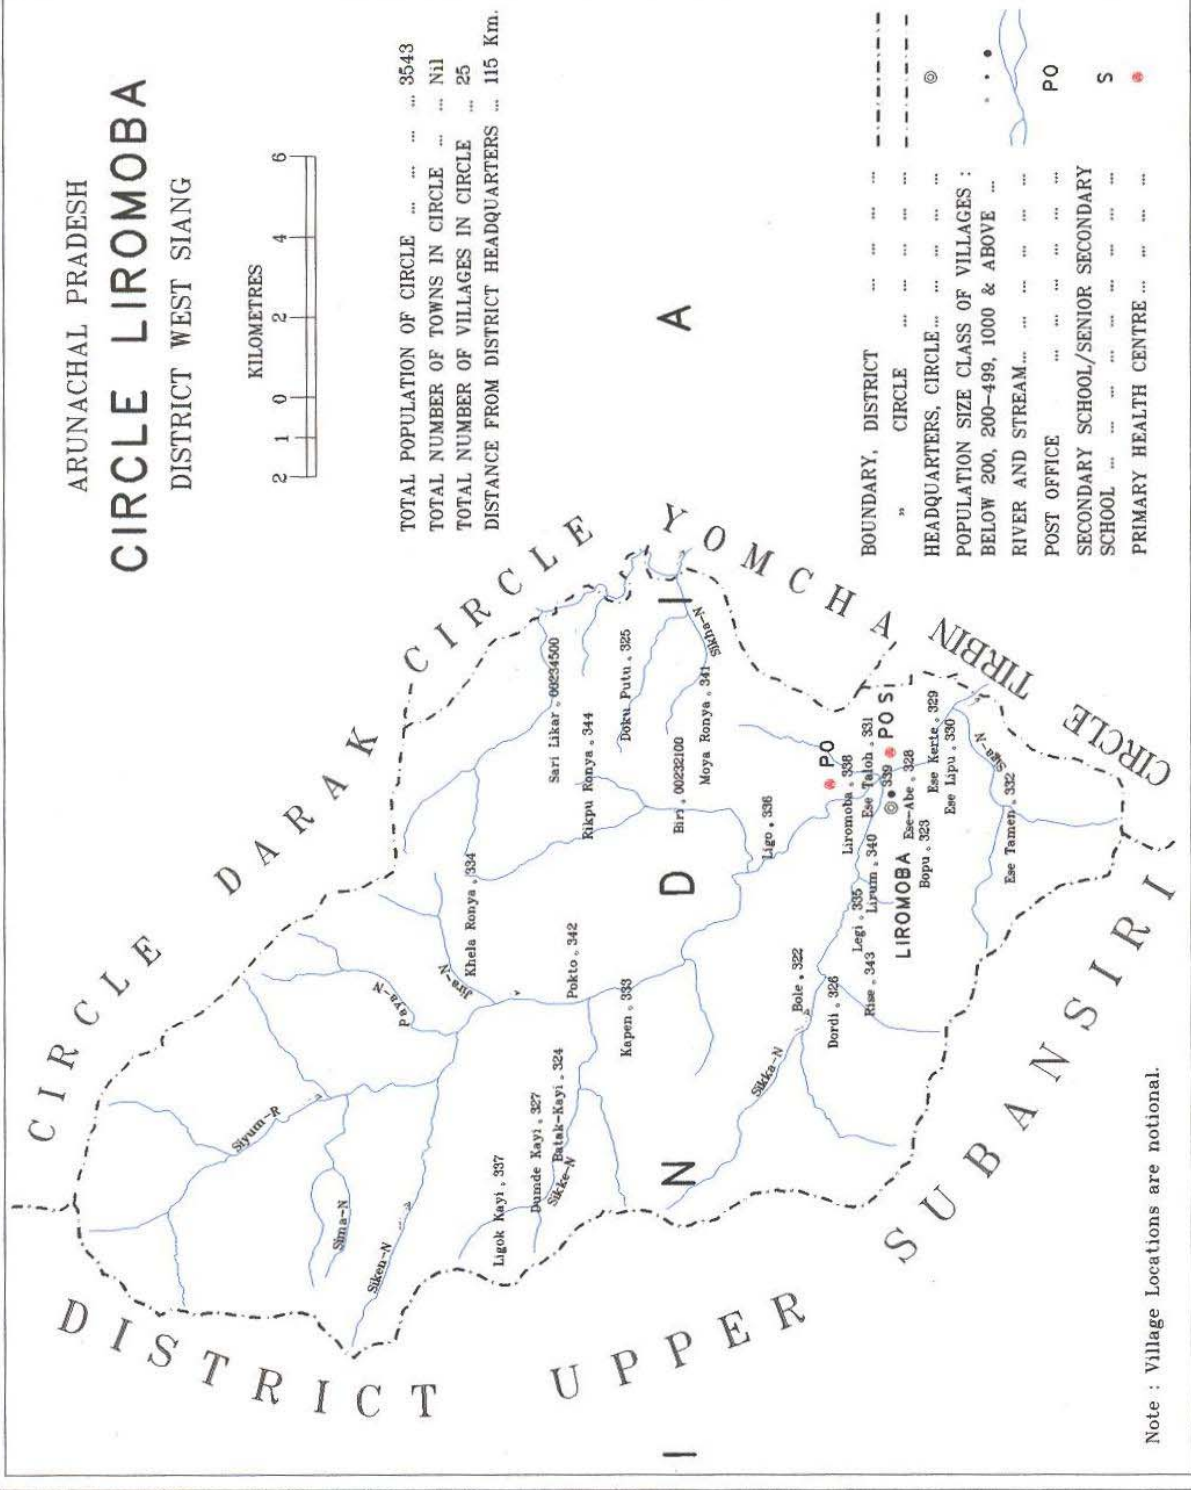 ARUNACHAL PRADESH
CIRCLE LIROMOBA
DISTRICT WEST SIANG
KILOMETRES
2 1 0 2 4 6
TOTAL POPULATION OF CIRCLE ... ... ... ... 3543
TOTAL NUMBER OF TOWNS IN CIRCLE ... ... Nil
TOTAL NUMBER OF VILLAGES IN CIRCLE ... 25
DISTANCE FROM DISTRICT HEADQUARTERS ... 115 Km.
CIRCLE DARAK
CIRCLE YOMCHA
CIRCLE TIRBIN
DISTRICT UPPER SUBANSIRI
INDIA
Siyum-R
Sima-N
Siken-N
Paya-N
Jira-N
Khela Ronya 334
Sari Likar 00234500
Rikpu Ronya 344
Doku Putu 325
Sikha-N
Moya Ronya 341
Biri 00232100
Pokto 342
Kapen 333
Ligok Kayi 337
Dumde Kayi 327
Batak-Kayi 324
Sikke-N
Ligo 336
PO
Liromoba 338
Ese Taloh 331
PO S
339
LIROMOBA
Ese-Abe 328
Lirum 340
Legi 335
Rise 343
Bopu 323
Ese Kerte 329
Ese Lipu 330
Siga-N
Ese Tamen 332
Bole 322
Dordi 326
Sikka-N
BOUNDARY, DISTRICT ... ... ... ...
" CIRCLE ... ... ... ... ...
HEADQUARTERS, CIRCLE ... ... ... ... ...
POPULATION SIZE CLASS OF VILLAGES :
BELOW 200, 200-499, 1000 & ABOVE ...
RIVER AND STREAM... ... ... ... ... ...
POST OFFICE ... ... ... ... ... ... PO
SECONDARY SCHOOL/SENIOR SECONDARY
SCHOOL ... ... ... ... ... ... ... ... S
PRIMARY HEALTH CENTRE ... ... ... ... ...
Note : Village Locations are notional.